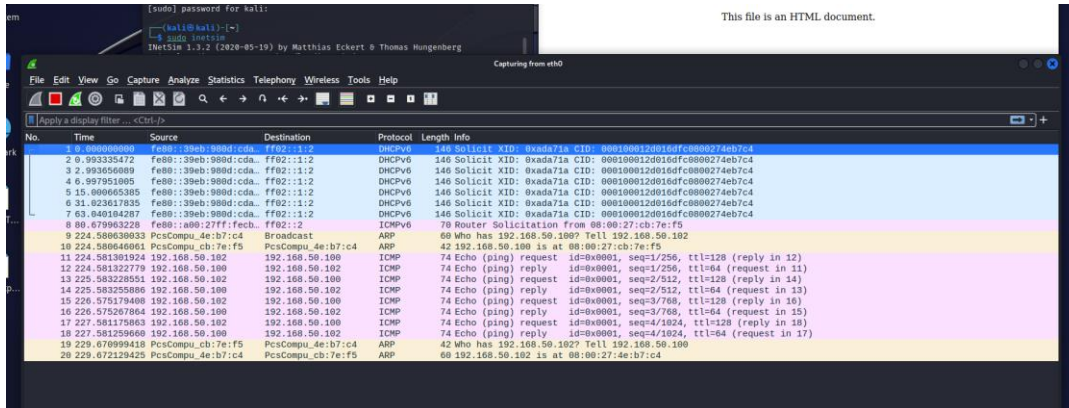 em
[sudo] password for kali:
(kali㉿kali)-[~]
$ sudo inetsim
INetSim 1.3.2 (2020-05-19) by Matthias Eckert & Thomas Hungenberg
This file is an HTML document.
Capturing from eth0
File Edit View Go Capture Analyze Statistics Telephony Wireless Tools Help
Apply a display filter ... <Ctrl-/>
No. Time Source Destination Protocol Length Info
1 0.000000000 fe80::39eb:980d:cda… ff02::1:2 DHCPv6 146 Solicit XID: 0xada71a CID: 000100012d016dfc0800274eb7c4
2 0.993335472 fe80::39eb:980d:cda… ff02::1:2 DHCPv6 146 Solicit XID: 0xada71a CID: 000100012d016dfc0800274eb7c4
3 2.993656089 fe80::39eb:980d:cda… ff02::1:2 DHCPv6 146 Solicit XID: 0xada71a CID: 000100012d016dfc0800274eb7c4
4 6.997951005 fe80::39eb:980d:cda… ff02::1:2 DHCPv6 146 Solicit XID: 0xada71a CID: 000100012d016dfc0800274eb7c4
5 15.000665385 fe80::39eb:980d:cda… ff02::1:2 DHCPv6 146 Solicit XID: 0xada71a CID: 000100012d016dfc0800274eb7c4
6 31.023617835 fe80::39eb:980d:cda… ff02::1:2 DHCPv6 146 Solicit XID: 0xada71a CID: 000100012d016dfc0800274eb7c4
7 63.040104287 fe80::39eb:980d:cda… ff02::1:2 DHCPv6 146 Solicit XID: 0xada71a CID: 000100012d016dfc0800274eb7c4
8 80.679963228 fe80::a00:27ff:fecb… ff02::2 ICMPv6 70 Router Solicitation from 08:00:27:cb:7e:f5
9 224.580630033 PcsCompu_4e:b7:c4 Broadcast ARP 60 Who has 192.168.50.100? Tell 192.168.50.102
10 224.580646061 PcsCompu_cb:7e:f5 PcsCompu_4e:b7:c4 ARP 42 192.168.50.100 is at 08:00:27:cb:7e:f5
11 224.581301924 192.168.50.102 192.168.50.100 ICMP 74 Echo (ping) request id=0x0001, seq=1/256, ttl=128 (reply in 12)
12 224.581322779 192.168.50.100 192.168.50.102 ICMP 74 Echo (ping) reply id=0x0001, seq=1/256, ttl=64 (request in 11)
13 225.583228551 192.168.50.102 192.168.50.100 ICMP 74 Echo (ping) request id=0x0001, seq=2/512, ttl=128 (reply in 14)
14 225.583255886 192.168.50.100 192.168.50.102 ICMP 74 Echo (ping) reply id=0x0001, seq=2/512, ttl=64 (request in 13)
15 226.575179408 192.168.50.102 192.168.50.100 ICMP 74 Echo (ping) request id=0x0001, seq=3/768, ttl=128 (reply in 16)
16 226.575267864 192.168.50.100 192.168.50.102 ICMP 74 Echo (ping) reply id=0x0001, seq=3/768, ttl=64 (request in 15)
17 227.581175863 192.168.50.102 192.168.50.100 ICMP 74 Echo (ping) request id=0x0001, seq=4/1024, ttl=128 (reply in 18)
18 227.581259660 192.168.50.100 192.168.50.102 ICMP 74 Echo (ping) reply id=0x0001, seq=4/1024, ttl=64 (request in 17)
19 229.670999418 PcsCompu_cb:7e:f5 PcsCompu_4e:b7:c4 ARP 42 Who has 192.168.50.102? Tell 192.168.50.100
20 229.672129425 PcsCompu_4e:b7:c4 PcsCompu_cb:7e:f5 ARP 60 192.168.50.102 is at 08:00:27:4e:b7:c4